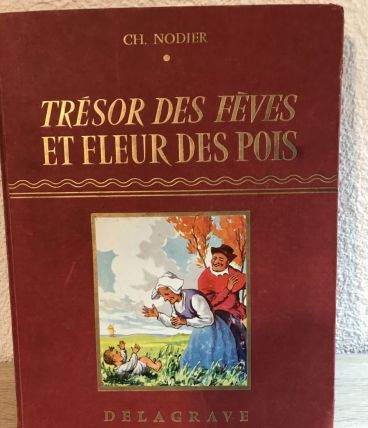 CH. NODIER
TRÉSOR DES FÈVES
ET FLEUR DES POIS
DELAGRAVE